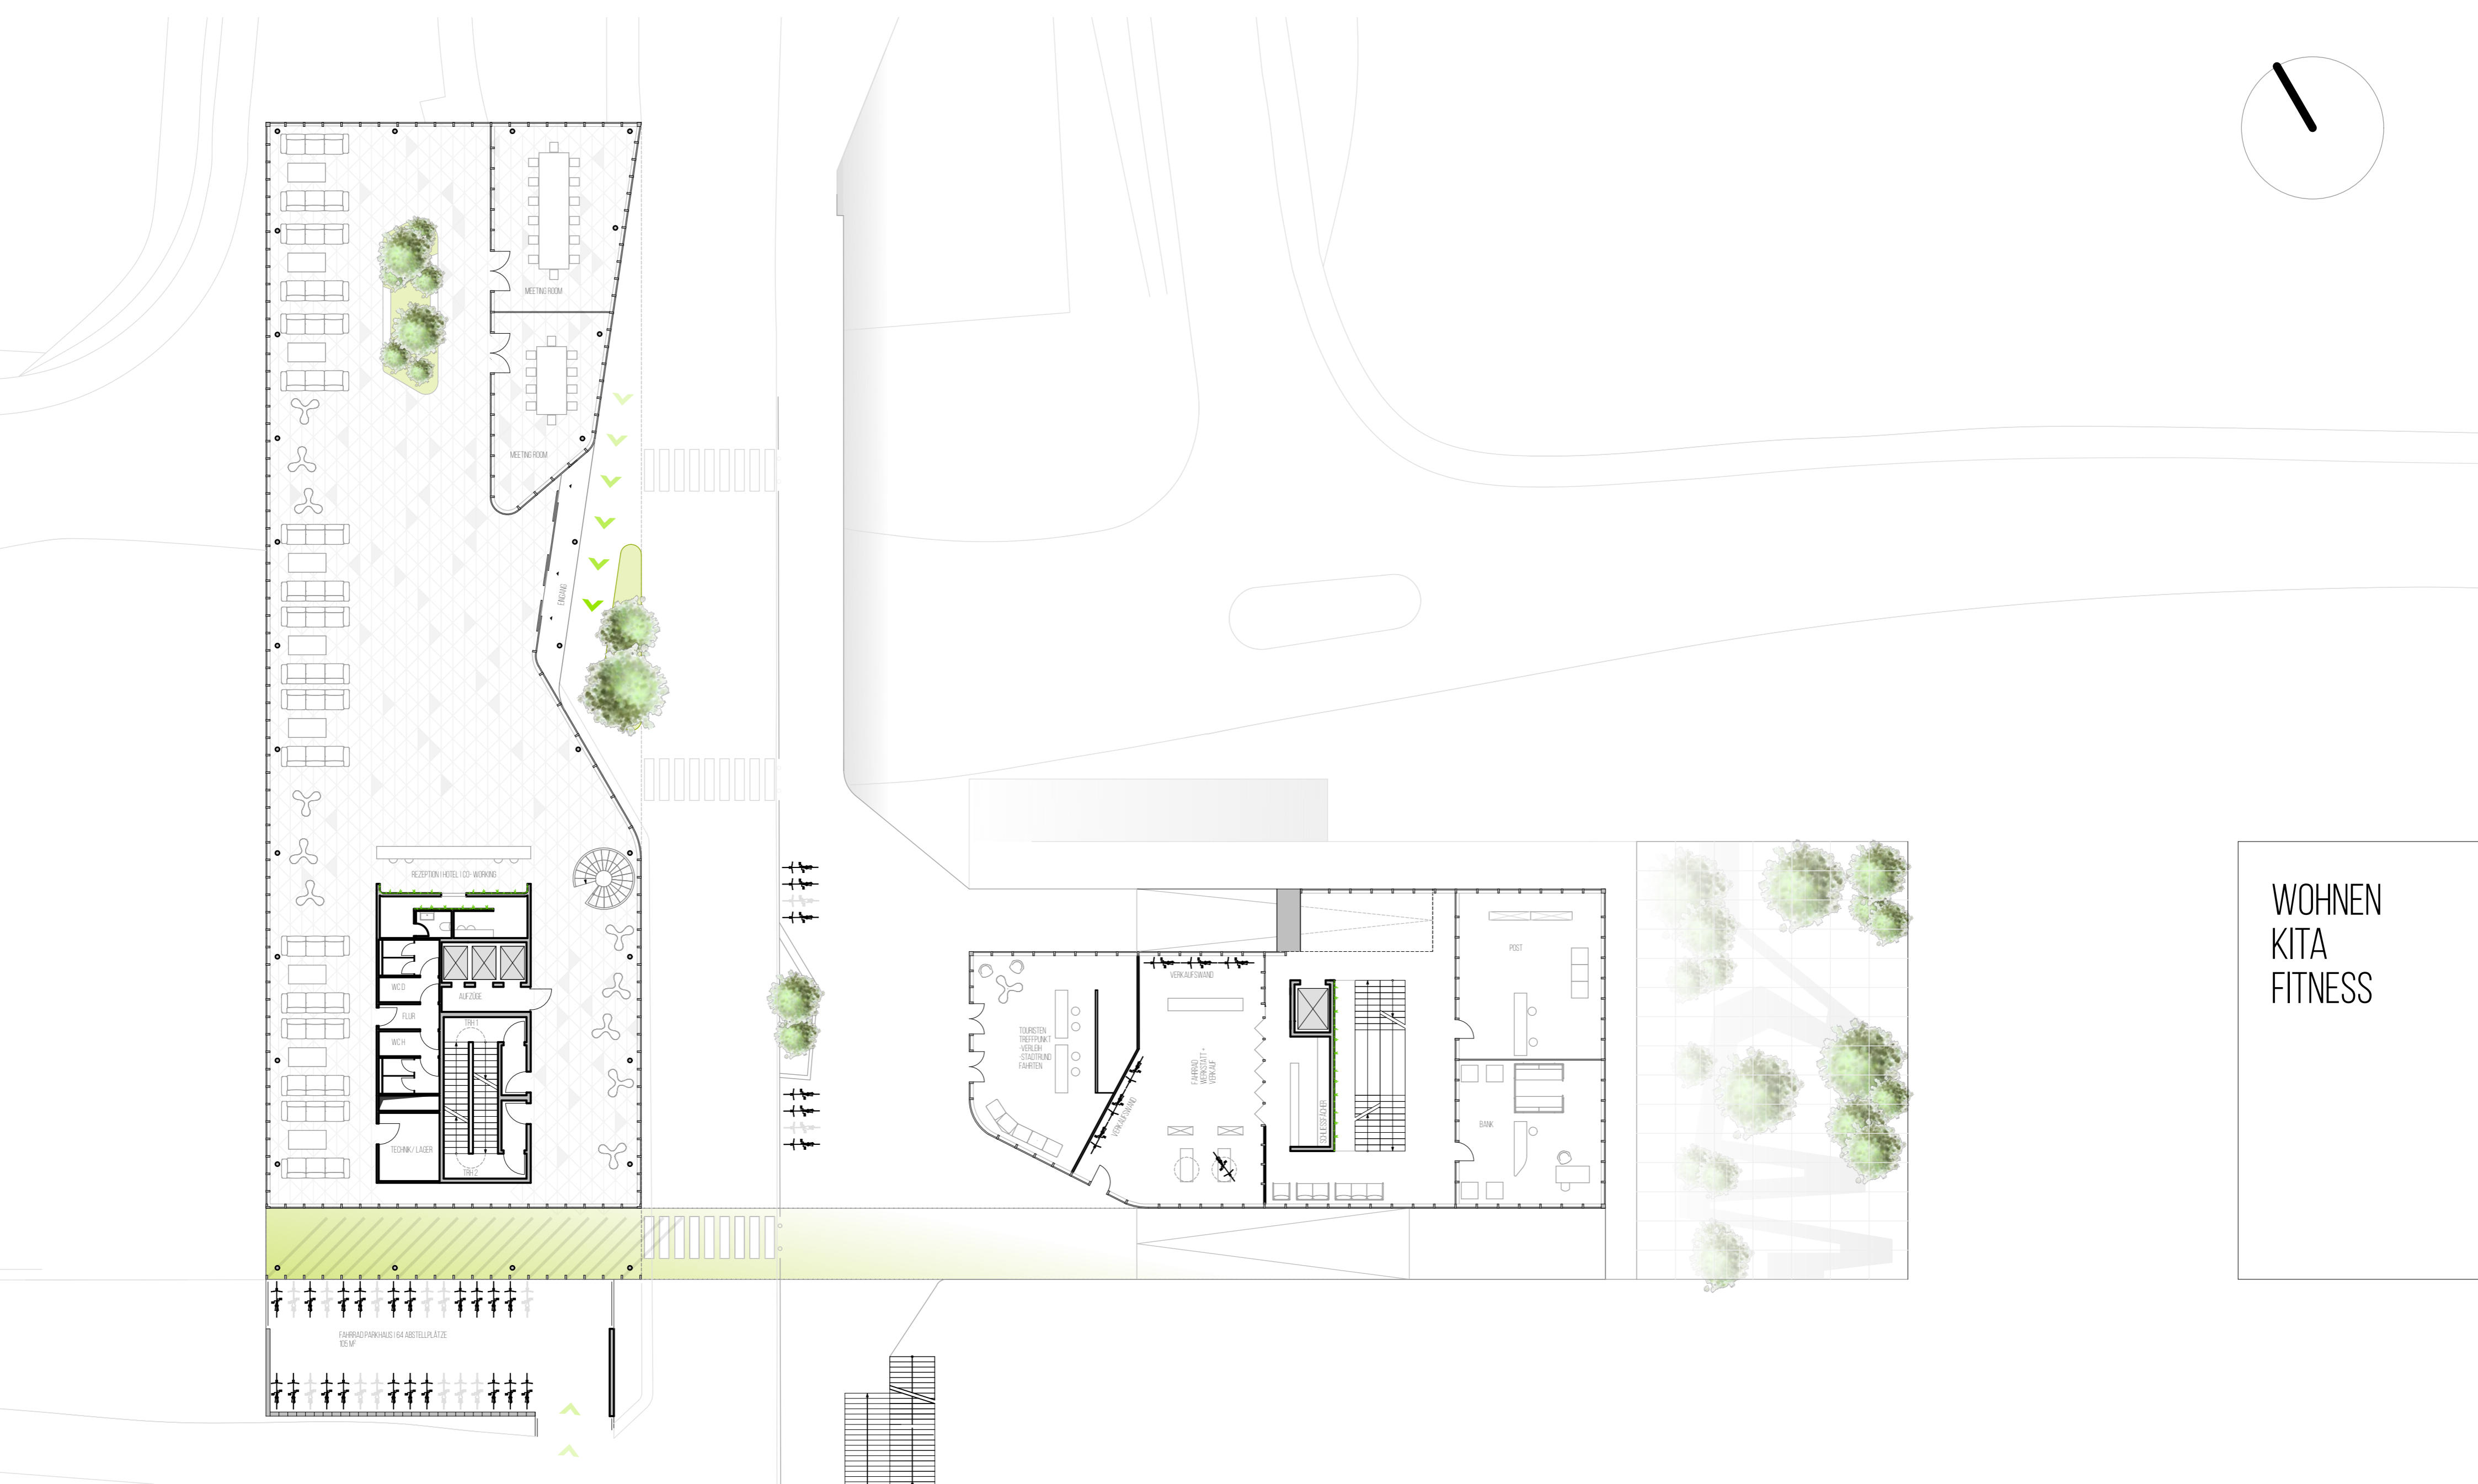 MEETING ROOM
MEETING ROOM
EINGANG
REZEPTION I HOTEL I CO- WORKING
WC D
AUFZÜGE
FLUR
TRH 1
WC H
TECHNIK / LAGER
TRH 2
FAHRRAD PARKHAUS I 64 ABSTELLPLÄTZE
105 M²
TOURISTEN
TREFFPUNKT
-VERLEIH
-STADTRUND
FAHRTEN
VERKAUFSWAND
VERKAUFSWAND
FAHRRAD
WERKSTATT +
VERKAUF
SCHLIESSFÄCHER
POST
BANK
WOHNEN
KITA
FITNESS